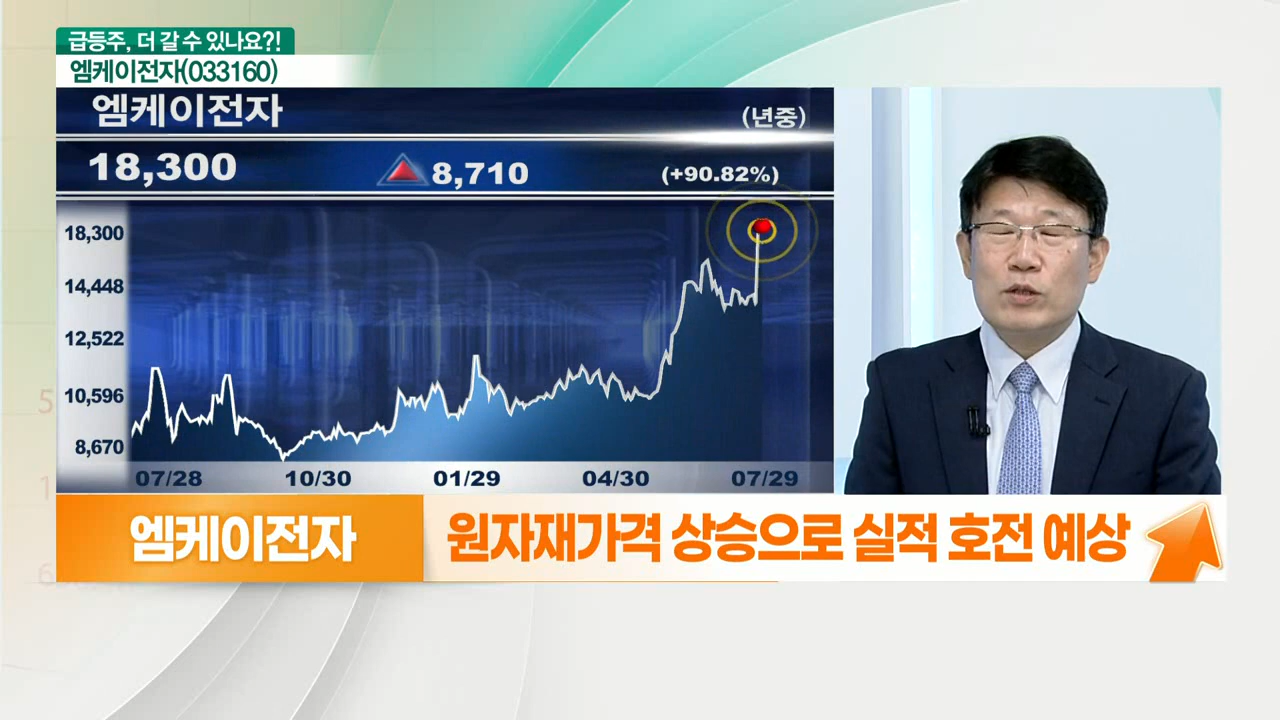 급등주, 더 갈 수 있나요?!
엠케이전자(033160)
엠케이전자
(년중)
18,300
8,710
(+90.82%)
18,300
14,448
12,522
10,596
8,670
07/28
10/30
01/29
04/30
07/29
엠케이전자
원자재가격 상승으로 실적 호전 예상